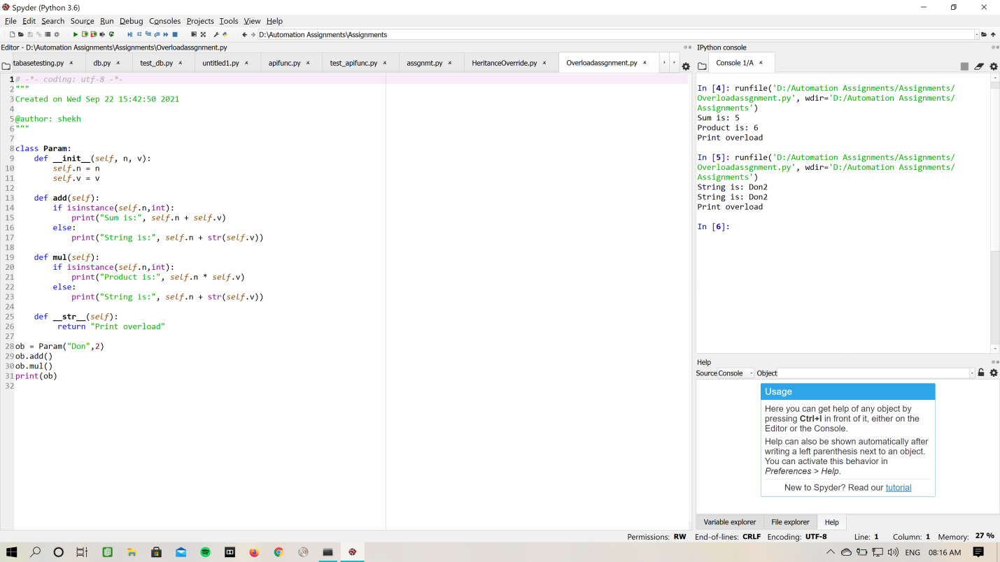 Spyder (Python 3.6)
File Edit Search Source Run Debug Consoles Projects Tools View Help
D:\Automation Assignments\Assignments
Editor - D:\Automation Assignments\Assignments\Overloadassgnment.py
tabasetesting.py db.py test_db.py untitled1.py apifunc.py test_apifunc.py assgnmt.py HeritanceOverride.py Overloadassgnment.py
1 # -*- coding: utf-8 -*-
2 """
3 Created on Wed Sep 22 15:42:50 2021
4
5 @author: shekh
6 """
7
8 class Param:
9     def __init__(self, n, v):
10         self.n = n
11         self.v = v
12
13     def add(self):
14         if isinstance(self.n,int):
15             print("Sum is:", self.n + self.v)
16         else:
17             print("String is:", self.n + str(self.v))
18
19     def mul(self):
20         if isinstance(self.n,int):
21             print("Product is:", self.n * self.v)
22         else:
23             print("String is:", self.n + str(self.v))
24
25     def __str__(self):
26          return "Print overload"
27
28 ob = Param("Don",2)
29 ob.add()
30 ob.mul()
31 print(ob)
32
IPython console
Console 1/A
In [4]: runfile('D:/Automation Assignments/Assignments/
Overloadassgnment.py', wdir='D:/Automation Assignments/
Assignments')
Sum is: 5
Product is: 6
Print overload
In [5]: runfile('D:/Automation Assignments/Assignments/
Overloadassgnment.py', wdir='D:/Automation Assignments/
Assignments')
String is: Don2
String is: Don2
Print overload
In [6]:
Help
Source Console Object
Usage
Here you can get help of any object by
pressing Ctrl+I in front of it, either on the
Editor or the Console.
Help can also be shown automatically after
writing a left parenthesis next to an object.
You can activate this behavior in
Preferences > Help.
New to Spyder? Read our tutorial
Variable explorer File explorer Help
Permissions: RW End-of-lines: CRLF Encoding: UTF-8 Line: 1 Column: 1 Memory: 27 %
ENG 08:16 AM